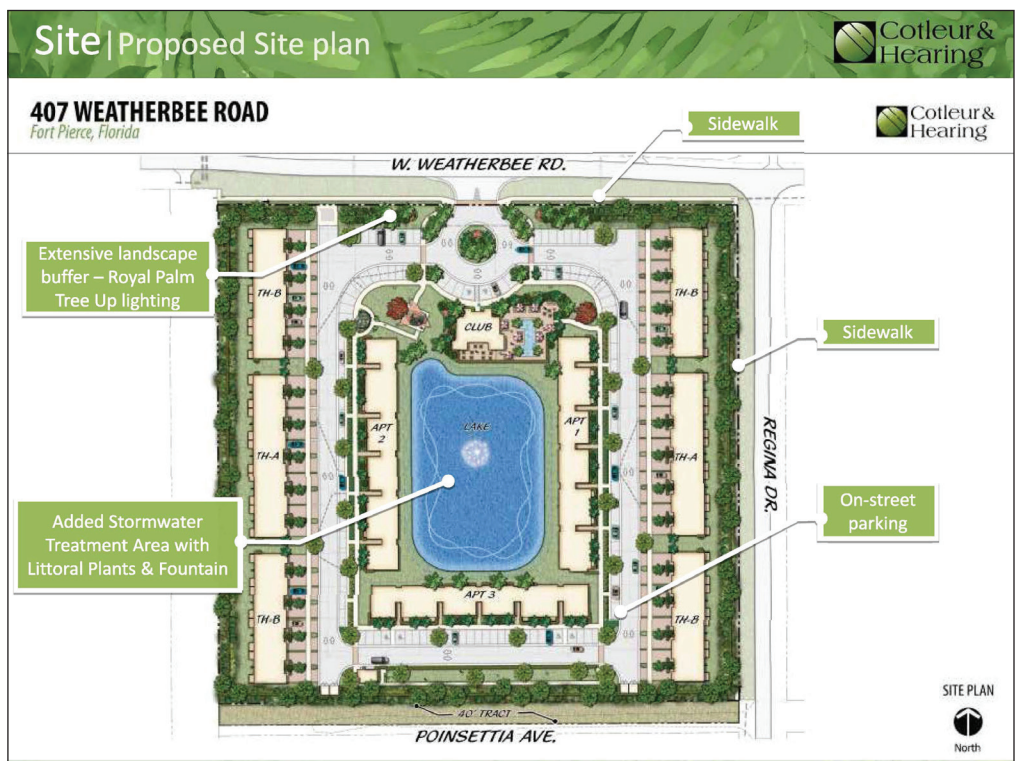 Site|Proposed Site plan
Cotleur&
Hearing
407 WEATHERBEE ROAD
Fort Pierce, Florida
Cotleur&
Hearing
Sidewalk
W. WEATHERBEE RD.
Extensive landscape
buffer – Royal Palm
Tree Up lighting
TH-B
TH-B
CLUB
Sidewalk
APT
2
LAKE
APT
1
REGINA DR.
TH-A
TH-A
On-street
parking
Added Stormwater
Treatment Area with
Littoral Plants & Fountain
APT 3
TH-B
TH-B
40' TRACT
POINSETTIA AVE.
SITE PLAN
North